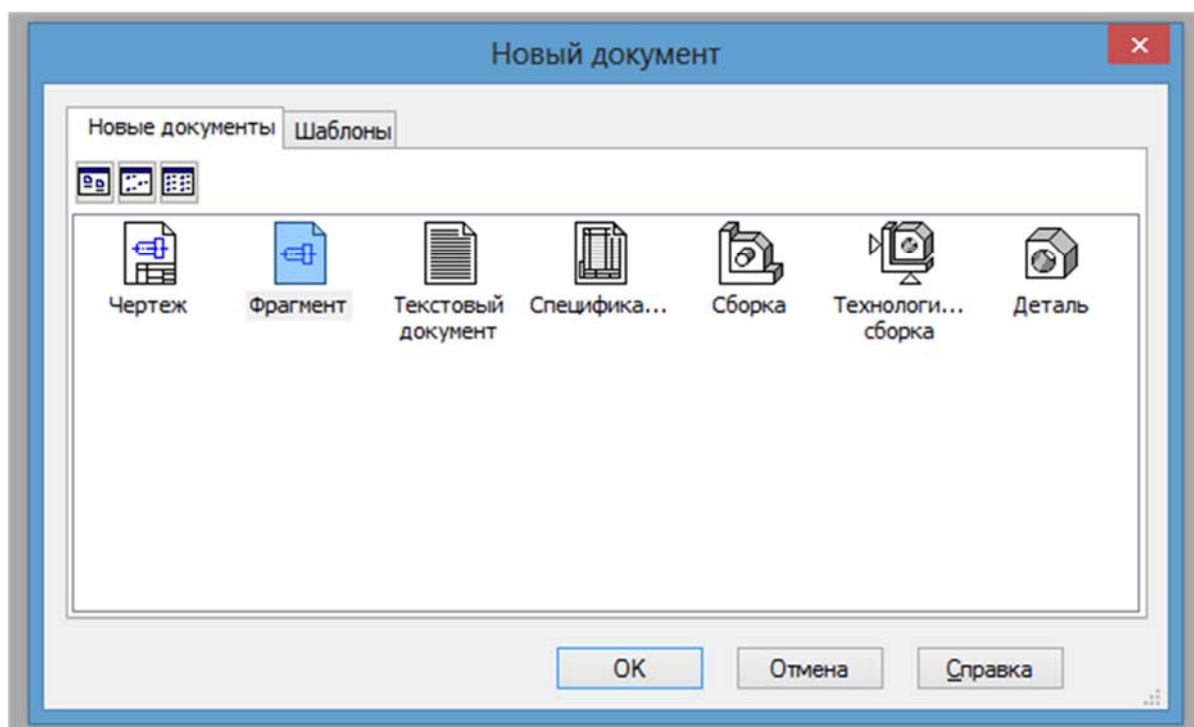 Новый документ
Новые документы Шаблоны
Чертеж Фрагмент Текстовый документ Специфика... Сборка Технологи... сборка Деталь
OK Отмена Справка